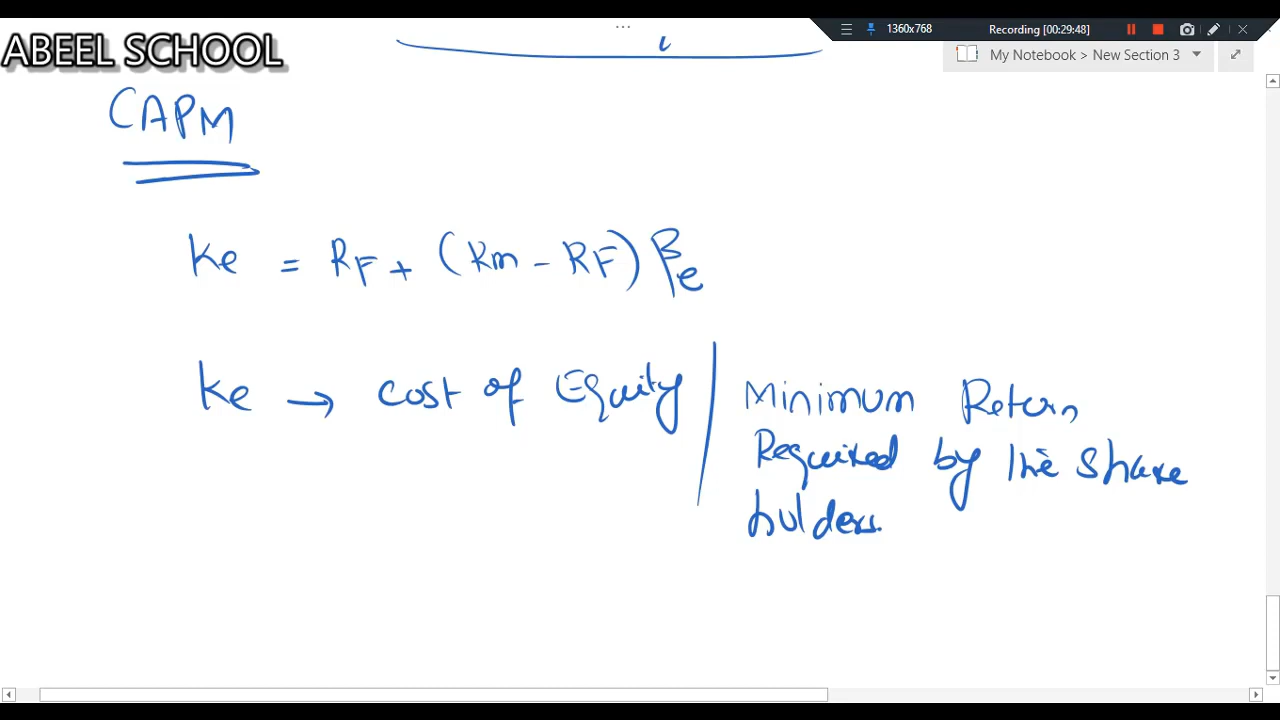 ABEEL SCHOOL
1360x768
Recording [00:29:48]
My Notebook > New Section 3
CAPM
Ke = RF + (Rm - RF) βe
Ke → Cost of Equity
Minimum Return
Required by the Share
holders.